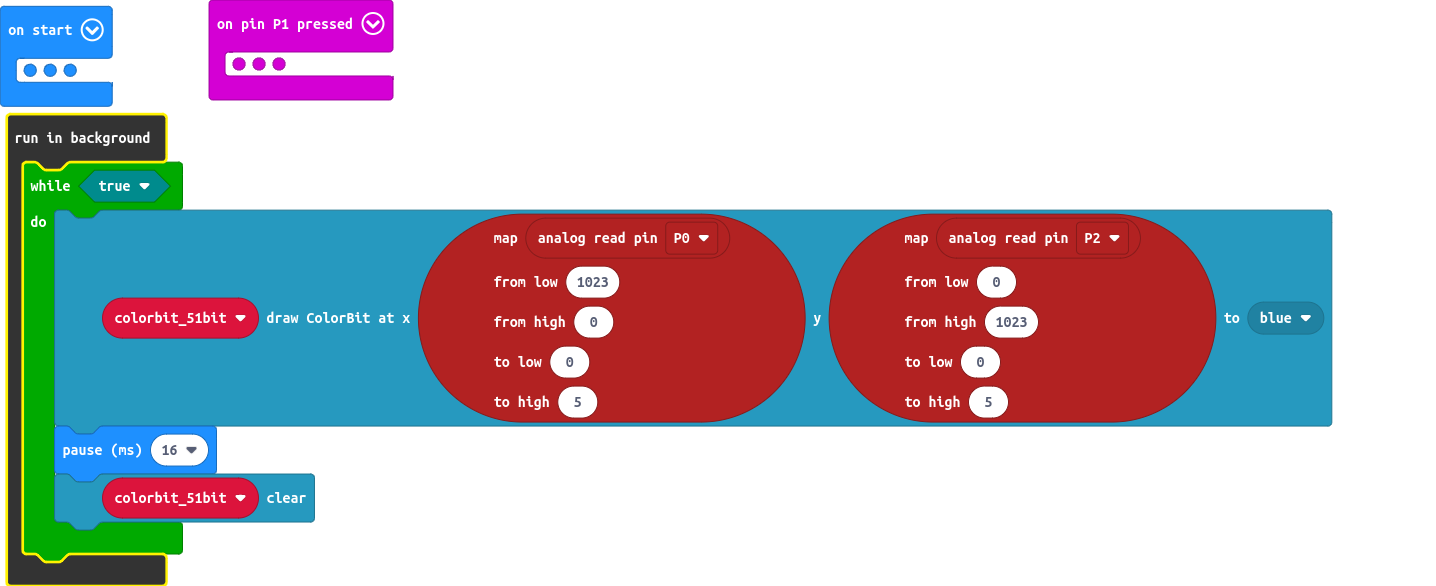 on start
on pin P1 pressed
run in background
while true
do
map analog read pin P0
from low 1023
from high 0
to low 0
to high 5
colorbit_51bit draw ColorBit at x
y
map analog read pin P2
from low 0
from high 1023
to low 0
to high 5
to blue
pause (ms) 16
colorbit_51bit clear